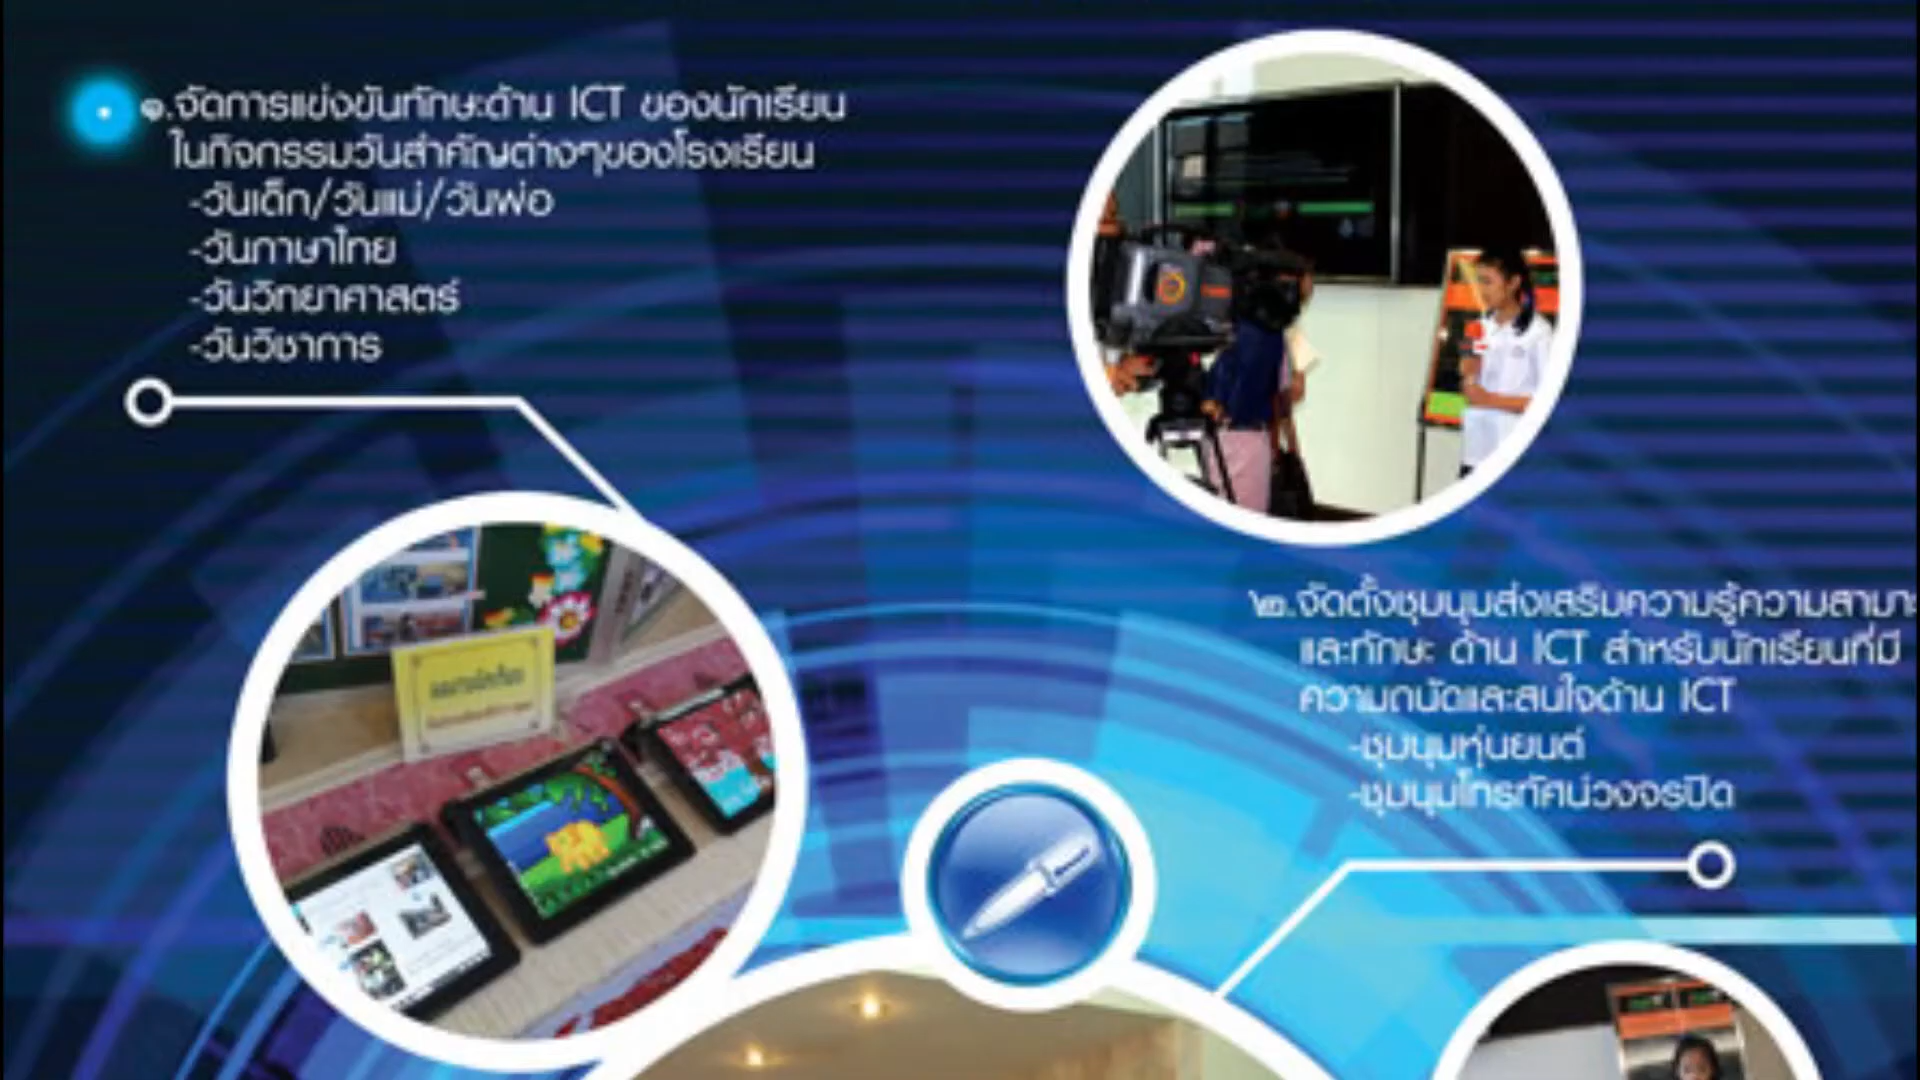 ๑.จัดการแข่งขันทักษะด้าน ICT ของนักเรียน
ในกิจกรรมวันสำคัญต่างๆของโรงเรียน
-วันเด็ก/วันแม่/วันพ่อ
-วันภาษาไทย
-วันวิทยาศาสตร์
-วันวิชาการ
๒.จัดตั้งชุมนุมส่งเสริมความรู้ความสามา
และทักษะ ด้าน ICT สำหรับนักเรียนที่มี
ความถนัดและสนใจด้าน ICT
-ชุมนุมหุ่นยนต์
-ชุมนุมโทรทัศน์วงจรปิด